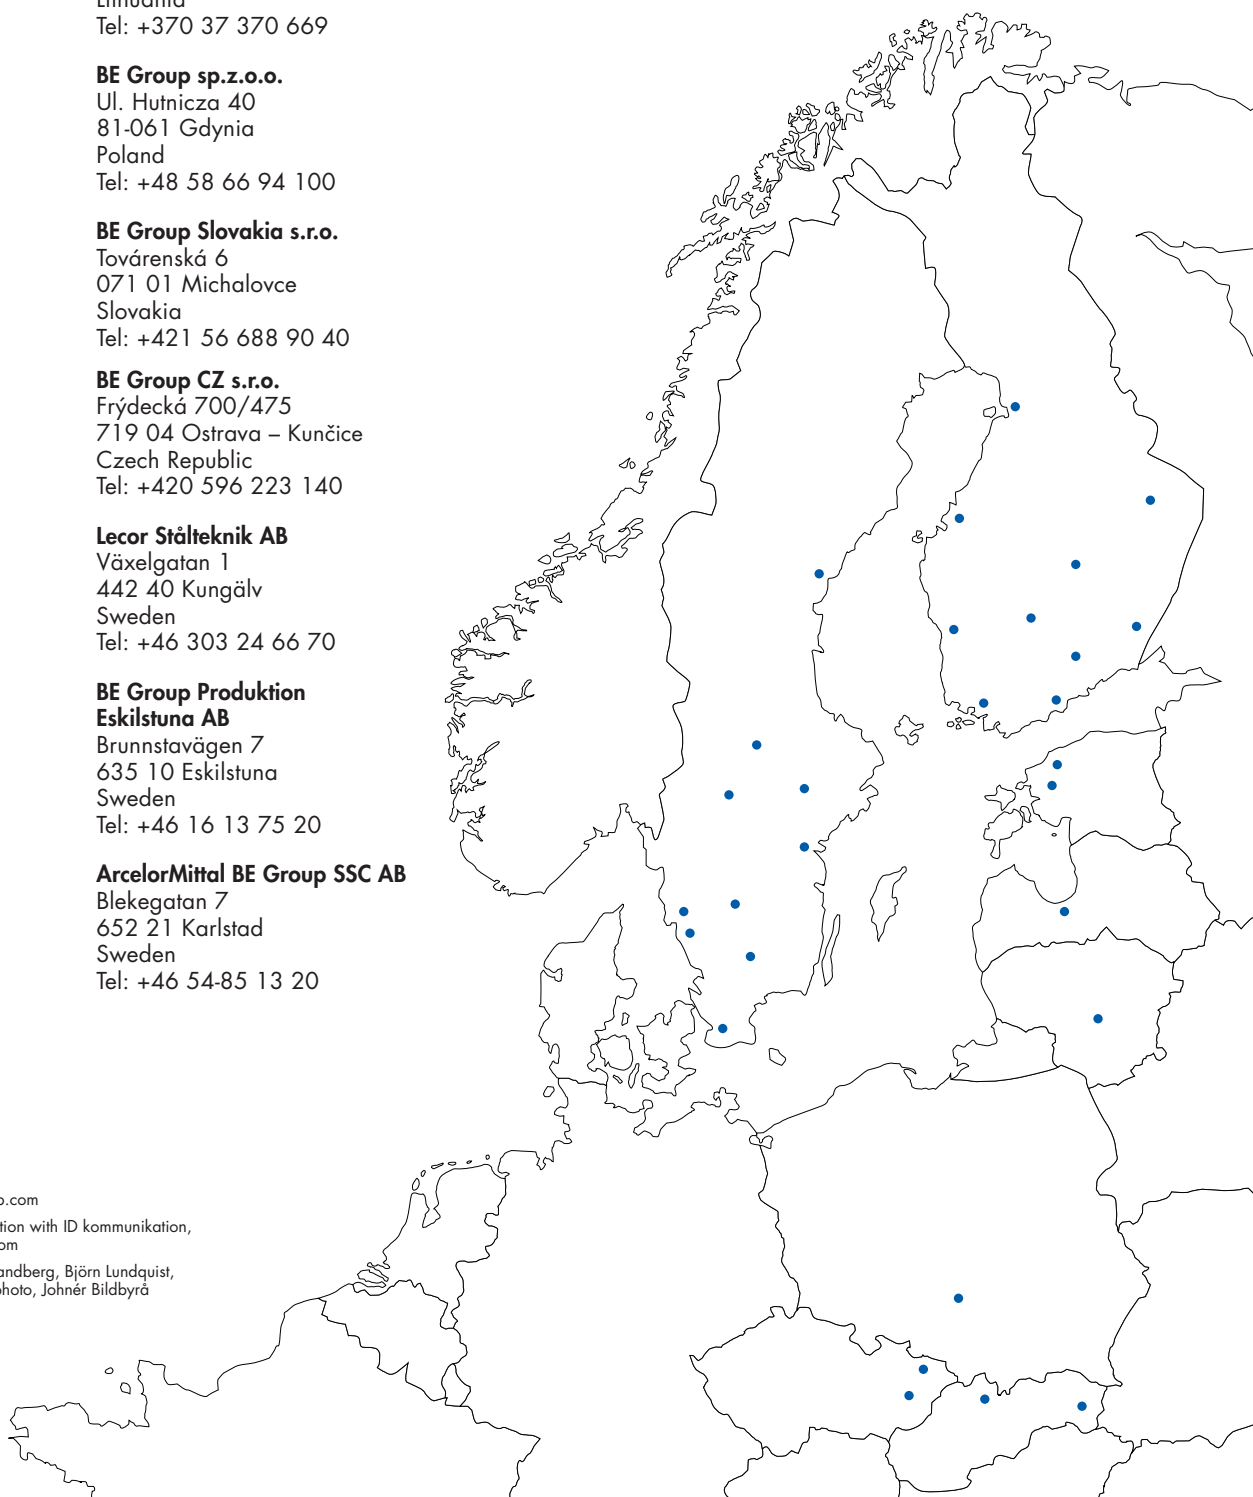 Lithuania
Tel: +370 37 370 669
BE Group sp.z.o.o.
Ul. Hutnicza 40
81-061 Gdynia
Poland
Tel: +48 58 66 94 100
BE Group Slovakia s.r.o.
Továrenská 6
071 01 Michalovce
Slovakia
Tel: +421 56 688 90 40
BE Group CZ s.r.o.
Frýdecká 700/475
719 04 Ostrava – Kunčice
Czech Republic
Tel: +420 596 223 140
Lecor Stålteknik AB
Växelgatan 1
442 40 Kungälv
Sweden
Tel: +46 303 24 66 70
BE Group Produktion
Eskilstuna AB
Brunnstavägen 7
635 10 Eskilstuna
Sweden
Tel: +46 16 13 75 20
ArcelorMittal BE Group SSC AB
Blekegatan 7
652 21 Karlstad
Sweden
Tel: +46 54-85 13 20
p.com
tion with ID kommunikation,
om
andberg, Björn Lundquist,
photo, Johnér Bildbyrå